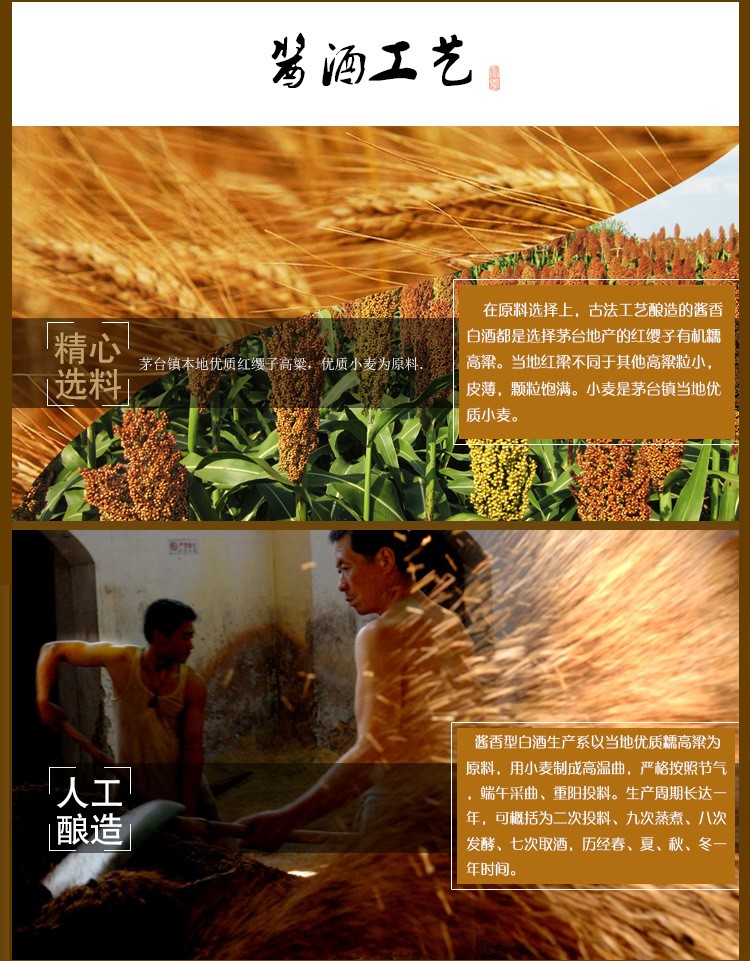 酱酒工艺
精心
选料
茅台镇本地优质红缨子高粱，优质小麦为原料.
在原料选择上，古法工艺酿造的酱香
白酒都是选择茅台地产的红缨子有机糯
高粱。当地红梁不同于其他高粱粒小，
皮薄，颗粒饱满。小麦是茅台镇当地优
质小麦。
人工
酿造
酱香型白酒生产系以当地优质糯高粱为
原料，用小麦制成高温曲，严格按照节气
，端午采曲、重阳投料。生产周期长达一
年，可概括为二次投料、九次蒸煮、八次
发酵、七次取酒，历经春、夏、秋、冬一
年时间。